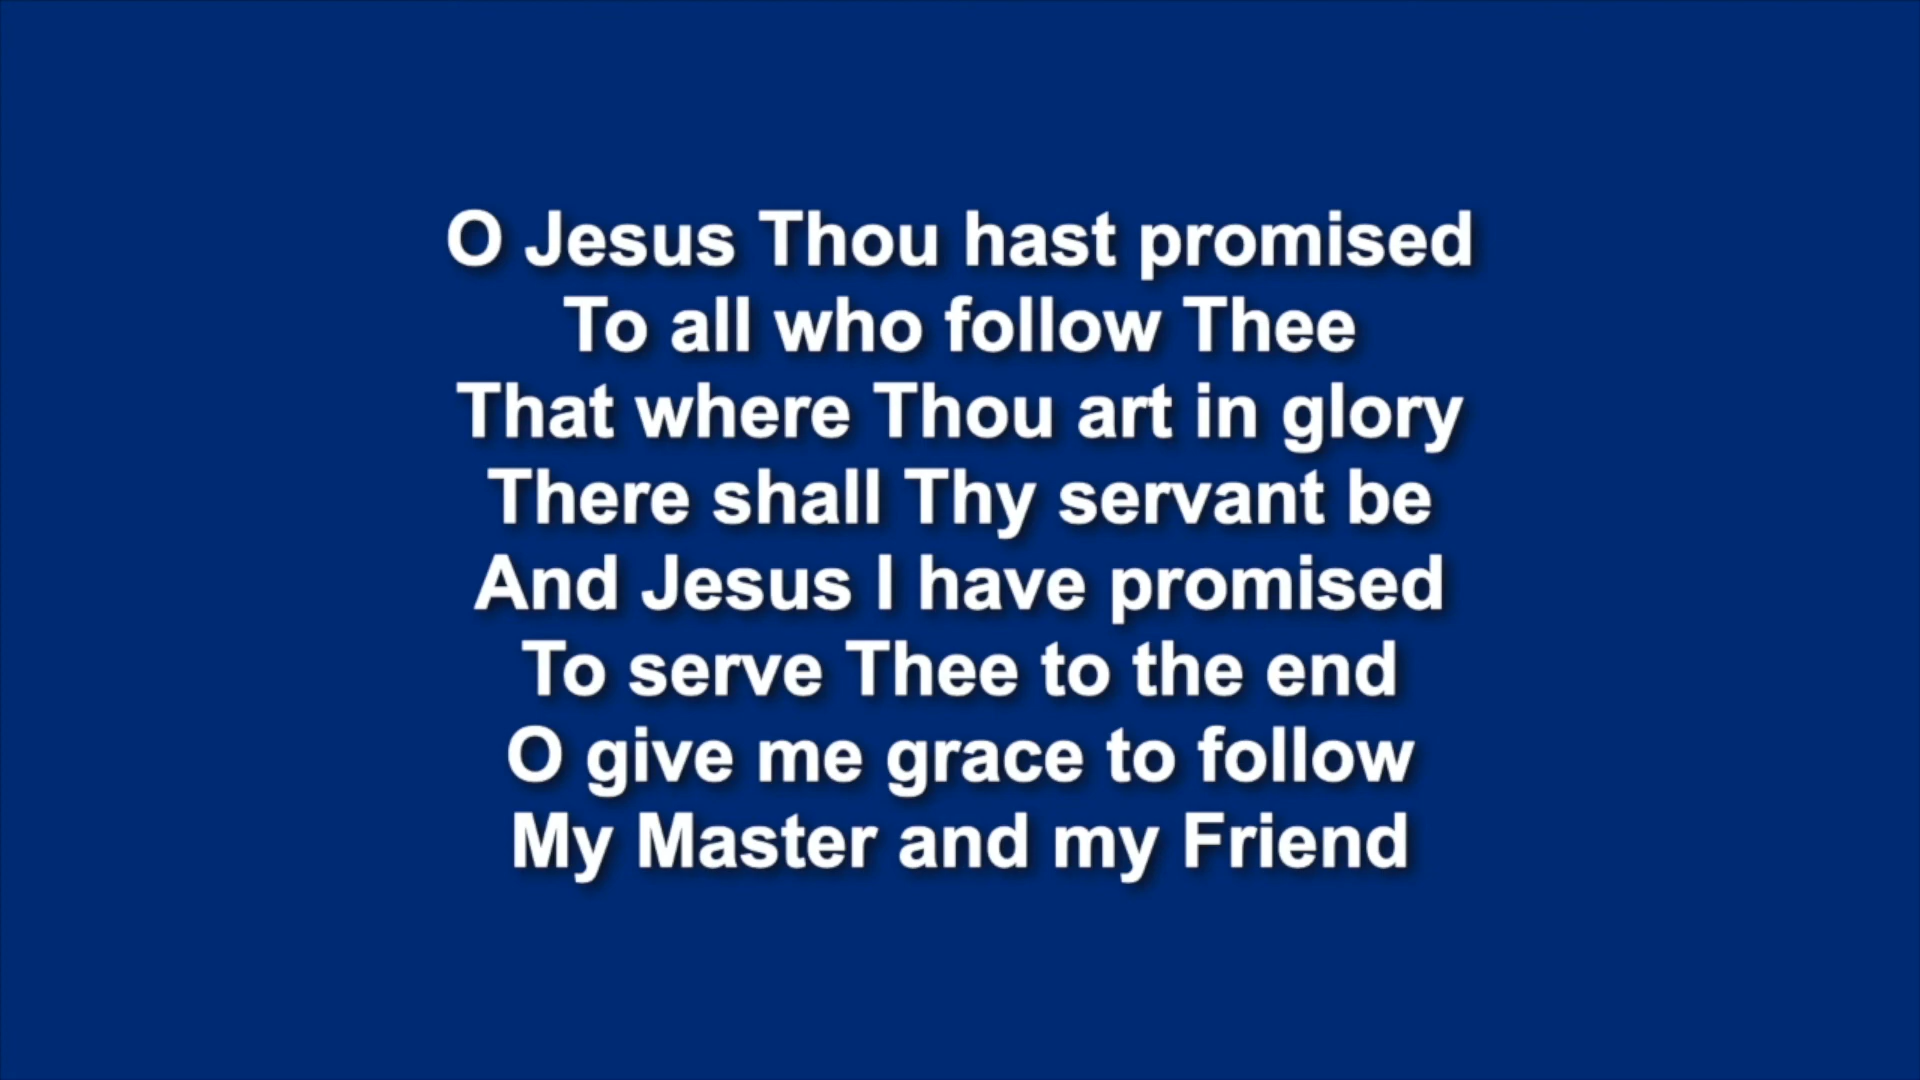 O Jesus Thou hast promised
To all who follow Thee
That where Thou art in glory
There shall Thy servant be
And Jesus I have promised
To serve Thee to the end
O give me grace to follow
My Master and my Friend